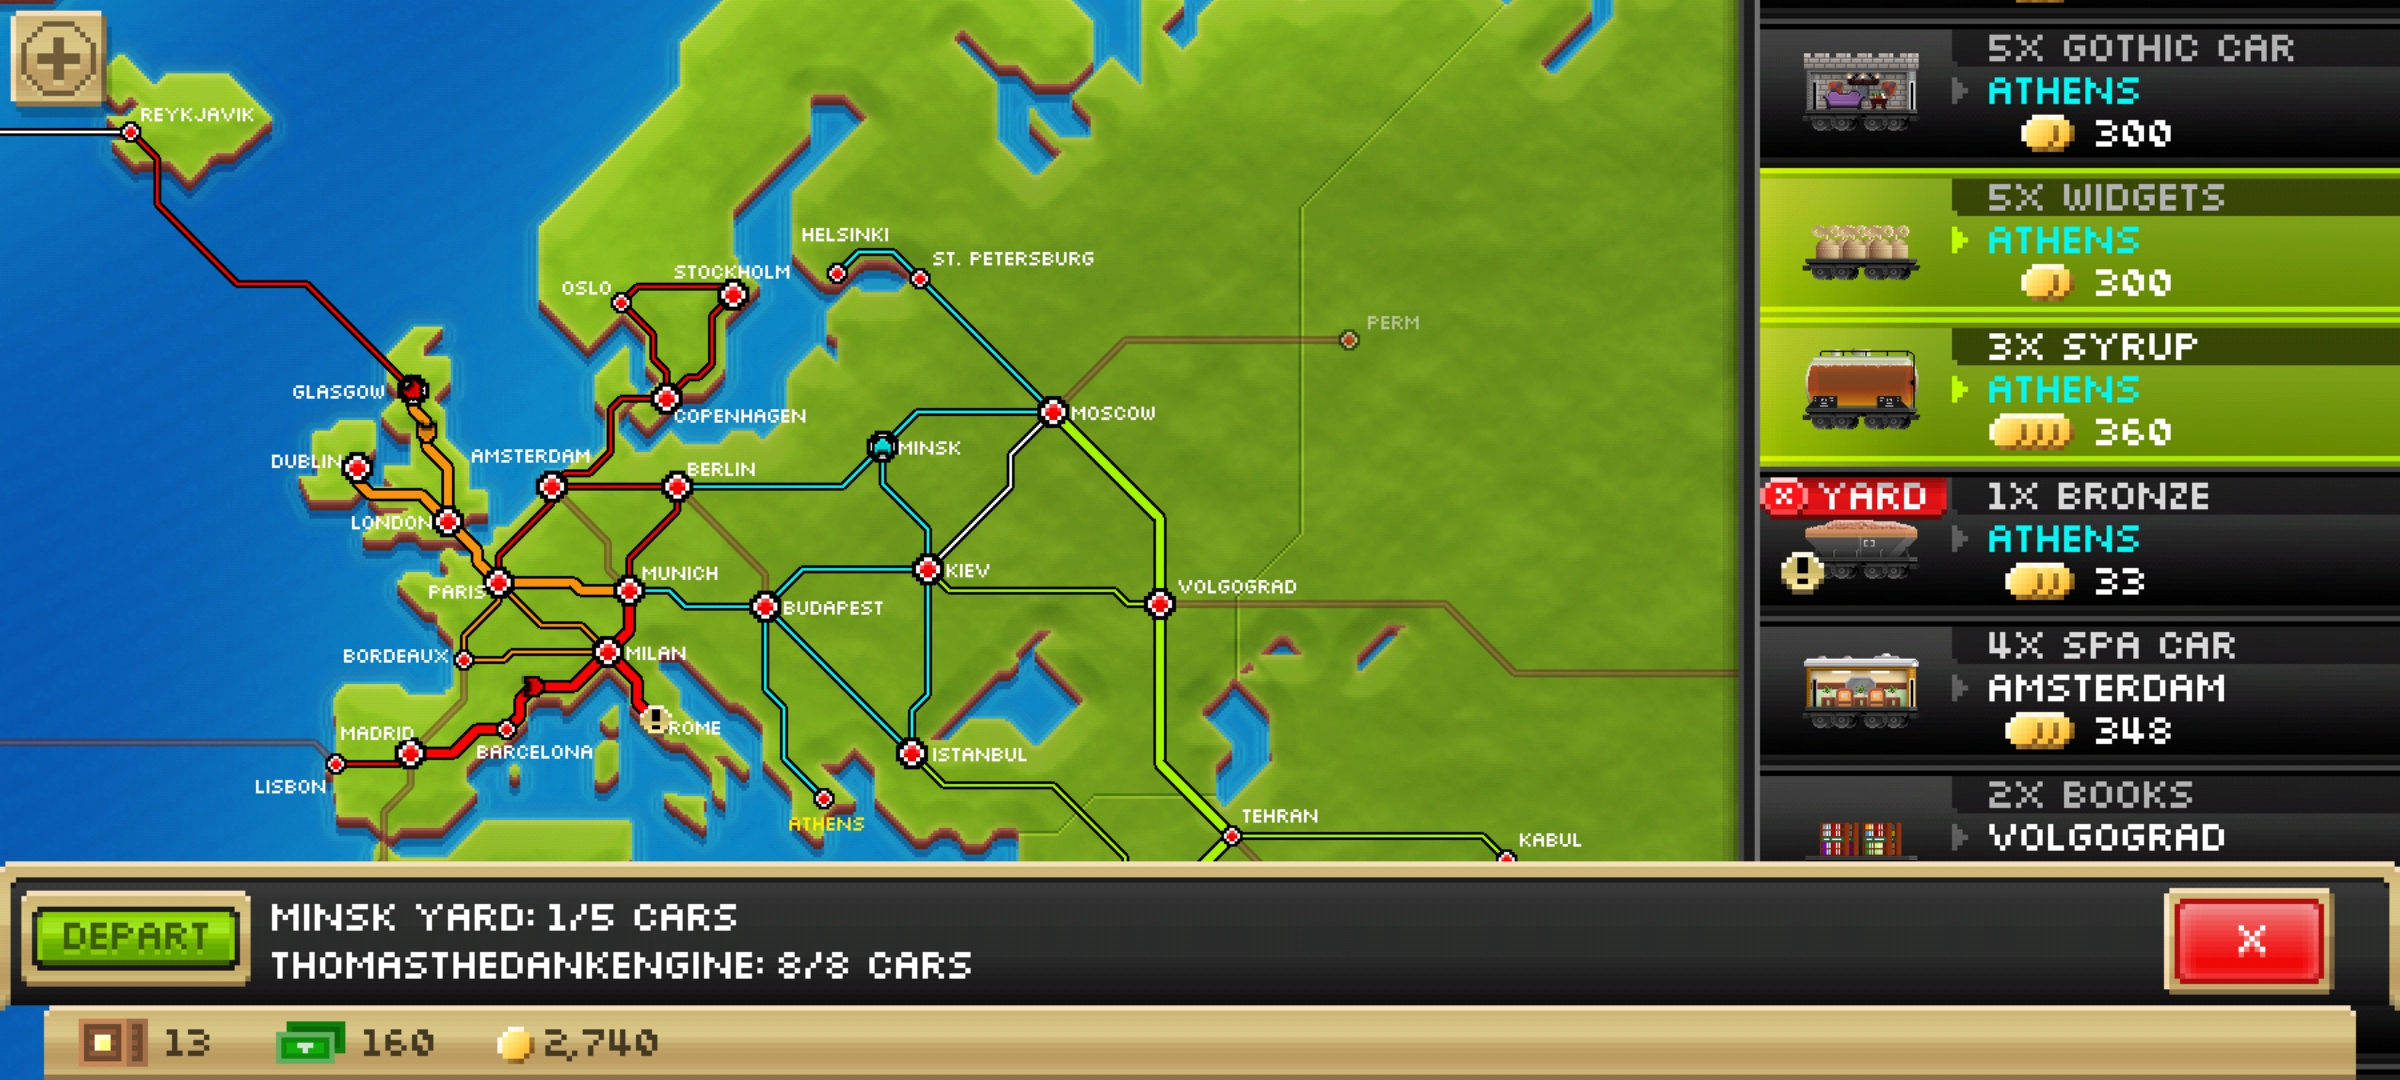 REYKJAVIK
HELSINKI
ST. PETERSBURG
STOCKHOLM
OSLO
PERM
GLASGOW
COPENHAGEN
MOSCOW
MINSK
DUBLIN
AMSTERDAM
BERLIN
LONDON
MUNICH
KIEV
PARIS
BUDAPEST
VOLGOGRAD
BORDEAUX
MILAN
MADRID
ROME
BARCELONA
ISTANBUL
LISBON
ATHENS
TEHRAN
KABUL
5X GOTHIC CAR
ATHENS
300
5X WIDGETS
ATHENS
300
3X SYRUP
ATHENS
360
X YARD
1X BRONZE
ATHENS
33
4X SPA CAR
AMSTERDAM
348
2X BOOKS
VOLGOGRAD
DEPART
MINSK YARD: 1/5 CARS
THOMASTHEDANKENGINE: 8/8 CARS
X
13
160
2,740